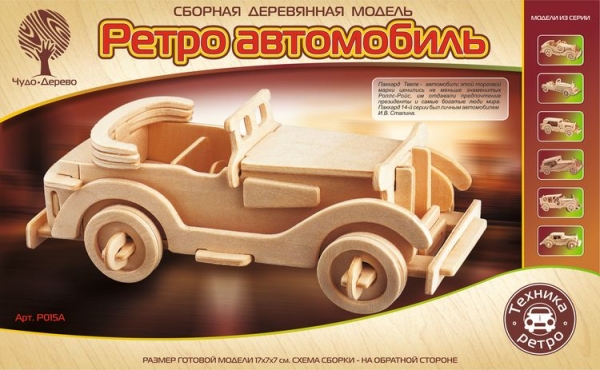 СБОРНАЯ ДЕРЕВЯННАЯ МОДЕЛЬ
Ретро автомобиль
МОДЕЛИ ИЗ СЕРИИ
Чудо-Дерево
Паккард Твелв - автомобили этой торговой
марки ценились не меньше знаменитых
Роллс-Ройс, им отдавали предпочтение
президенты и самые богатые люди мира.
Паккард 14-й серии был личным автомобилем
И.В. Сталина.
Арт. P015A
Техника
ретро
РАЗМЕР ГОТОВОЙ МОДЕЛИ 17x7x7 см. СХЕМА СБОРКИ - НА ОБРАТНОЙ СТОРОНЕ